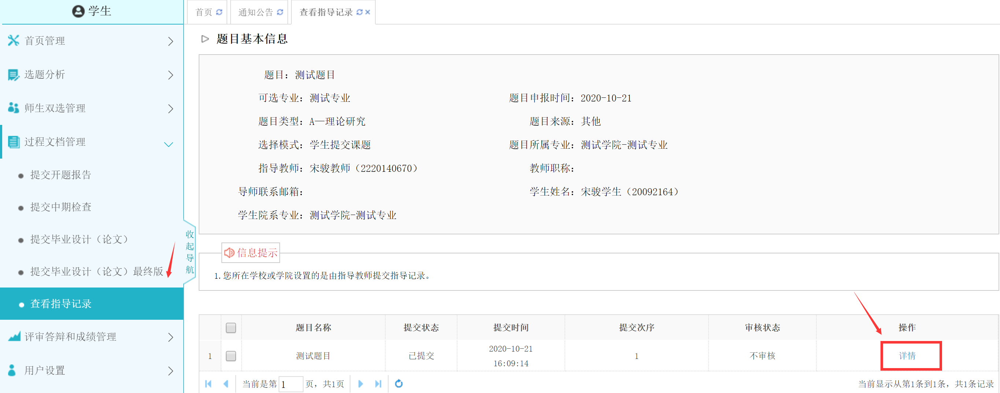 学生
首页管理
选题分析
师生双选管理
过程文档管理
提交开题报告
提交中期检查
提交毕业设计（论文）
提交毕业设计（论文）最终版
查看指导记录
评审答辩和成绩管理
用户设置
收起导航
首页 通知公告 查看指导记录
题目基本信息
题目：测试题目
可选专业：测试专业 题目申报时间：2020-10-21
题目类型：A—理论研究 题目来源：其他
选择模式：学生提交课题 题目所属专业：测试学院-测试专业
指导教师：宋骏教师（2220140670） 教师职称：
导师联系邮箱： 学生姓名：宋骏学生（20092164）
学生院系专业：测试学院-测试专业
信息提示
1.您所在学校或学院设置的是由指导教师提交指导记录。
题目名称 提交状态 提交时间 提交次序 审核状态 操作
1 测试题目 已提交 2020-10-21 16:09:14 1 不审核 详情
当前是第 1 页，共1页 当前显示从第1条到1条，共1条记录